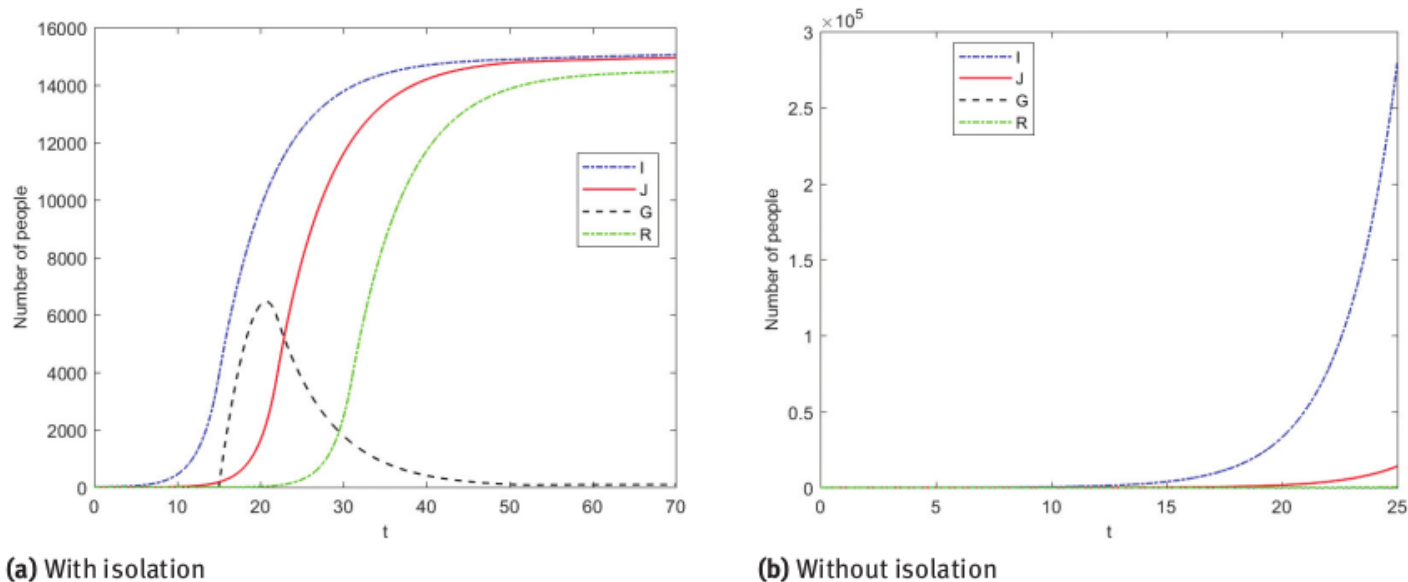 16000
14000
12000
10000
8000
6000
4000
2000
0
Number of people
I
J
G
R
0 10 20 30 40 50 60 70
t
(a) With isolation
×10⁵
3
2.5
2
1.5
1
0.5
0
Number of people
I
J
G
R
0 5 10 15 20 25
t
(b) Without isolation